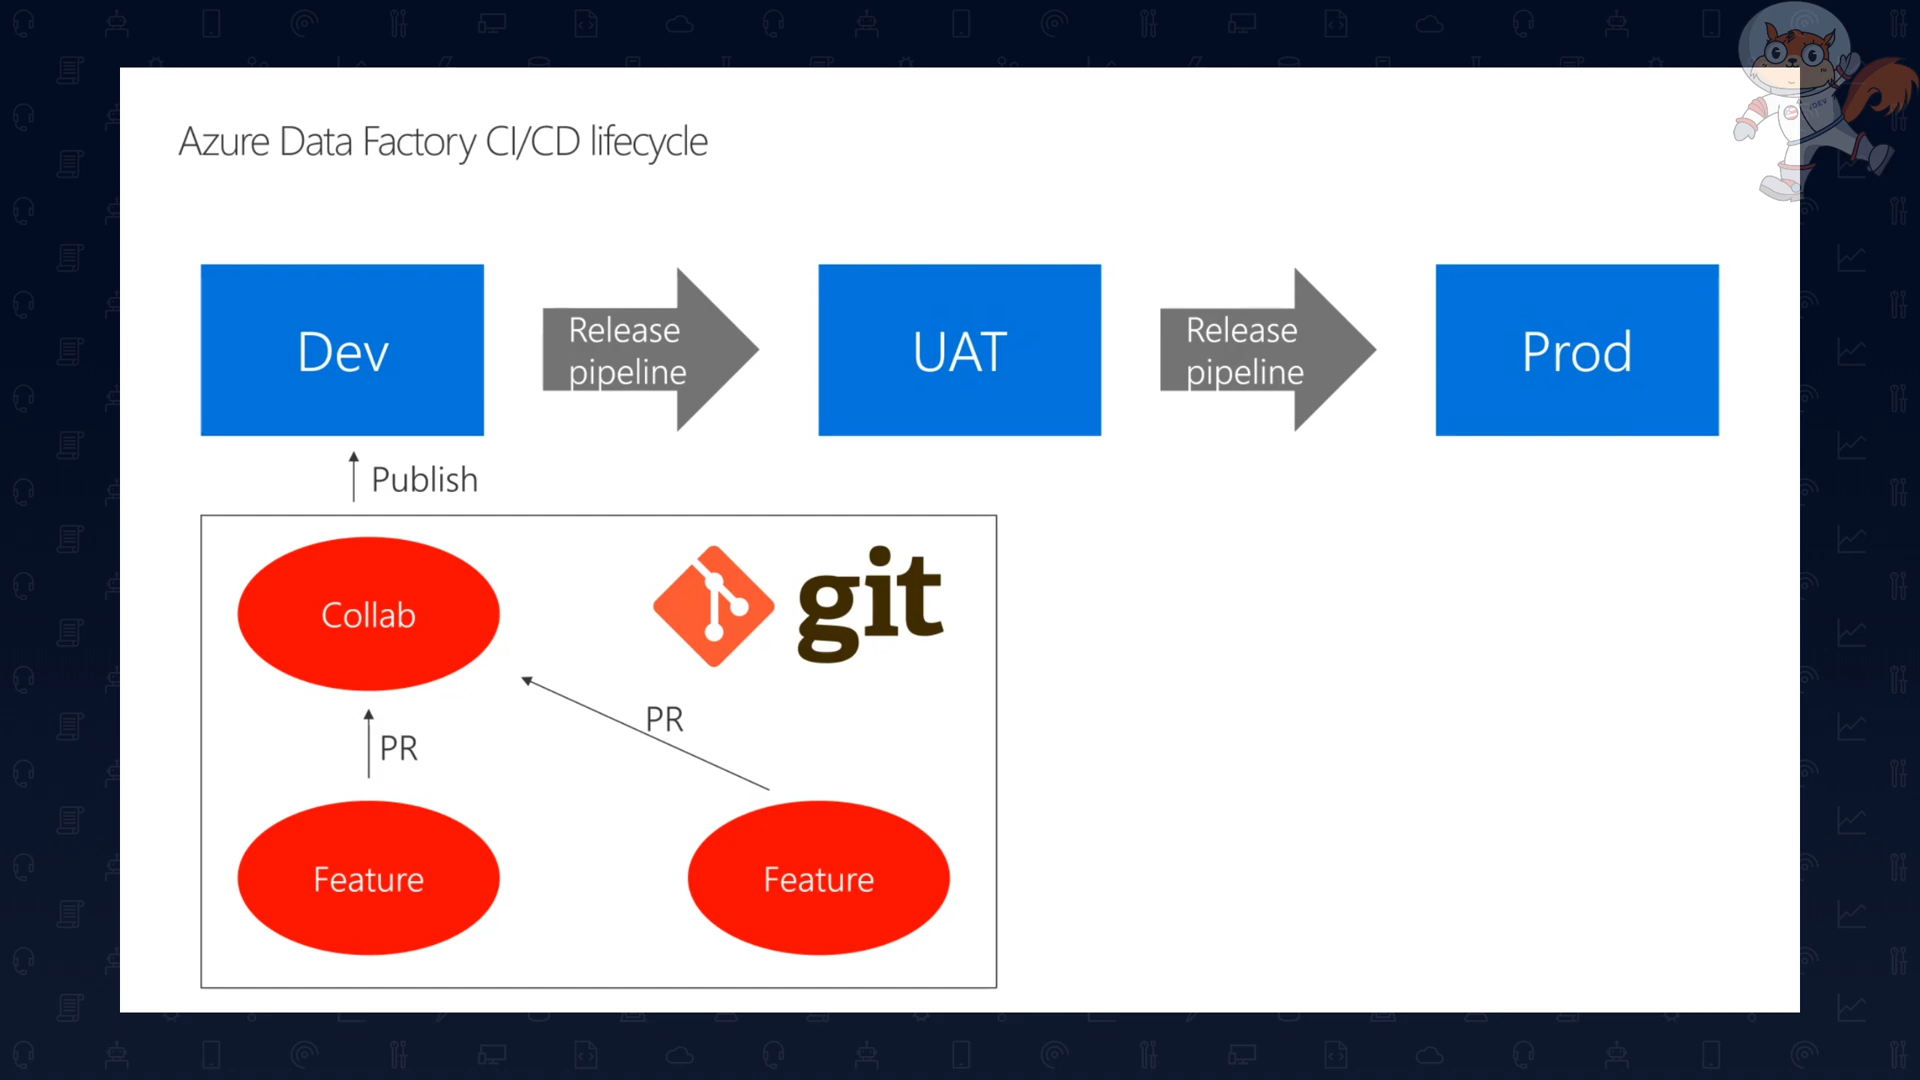 Azure Data Factory CI/CD lifecycle
Dev
Release
pipeline
UAT
Release
pipeline
Prod
Publish
Collab
git
PR
PR
Feature
Feature
DEV